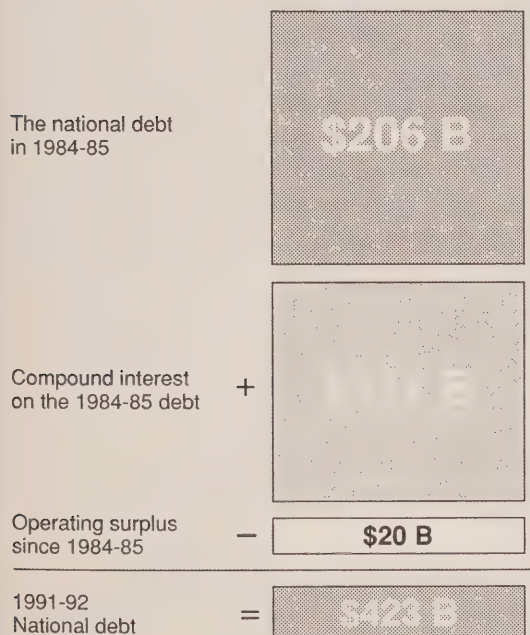 The national debt
in 1984-85
$206 B
Compound interest
on the 1984-85 debt
+
Operating surplus
since 1984-85
− $20 B
1991-92
National debt
= $423 B